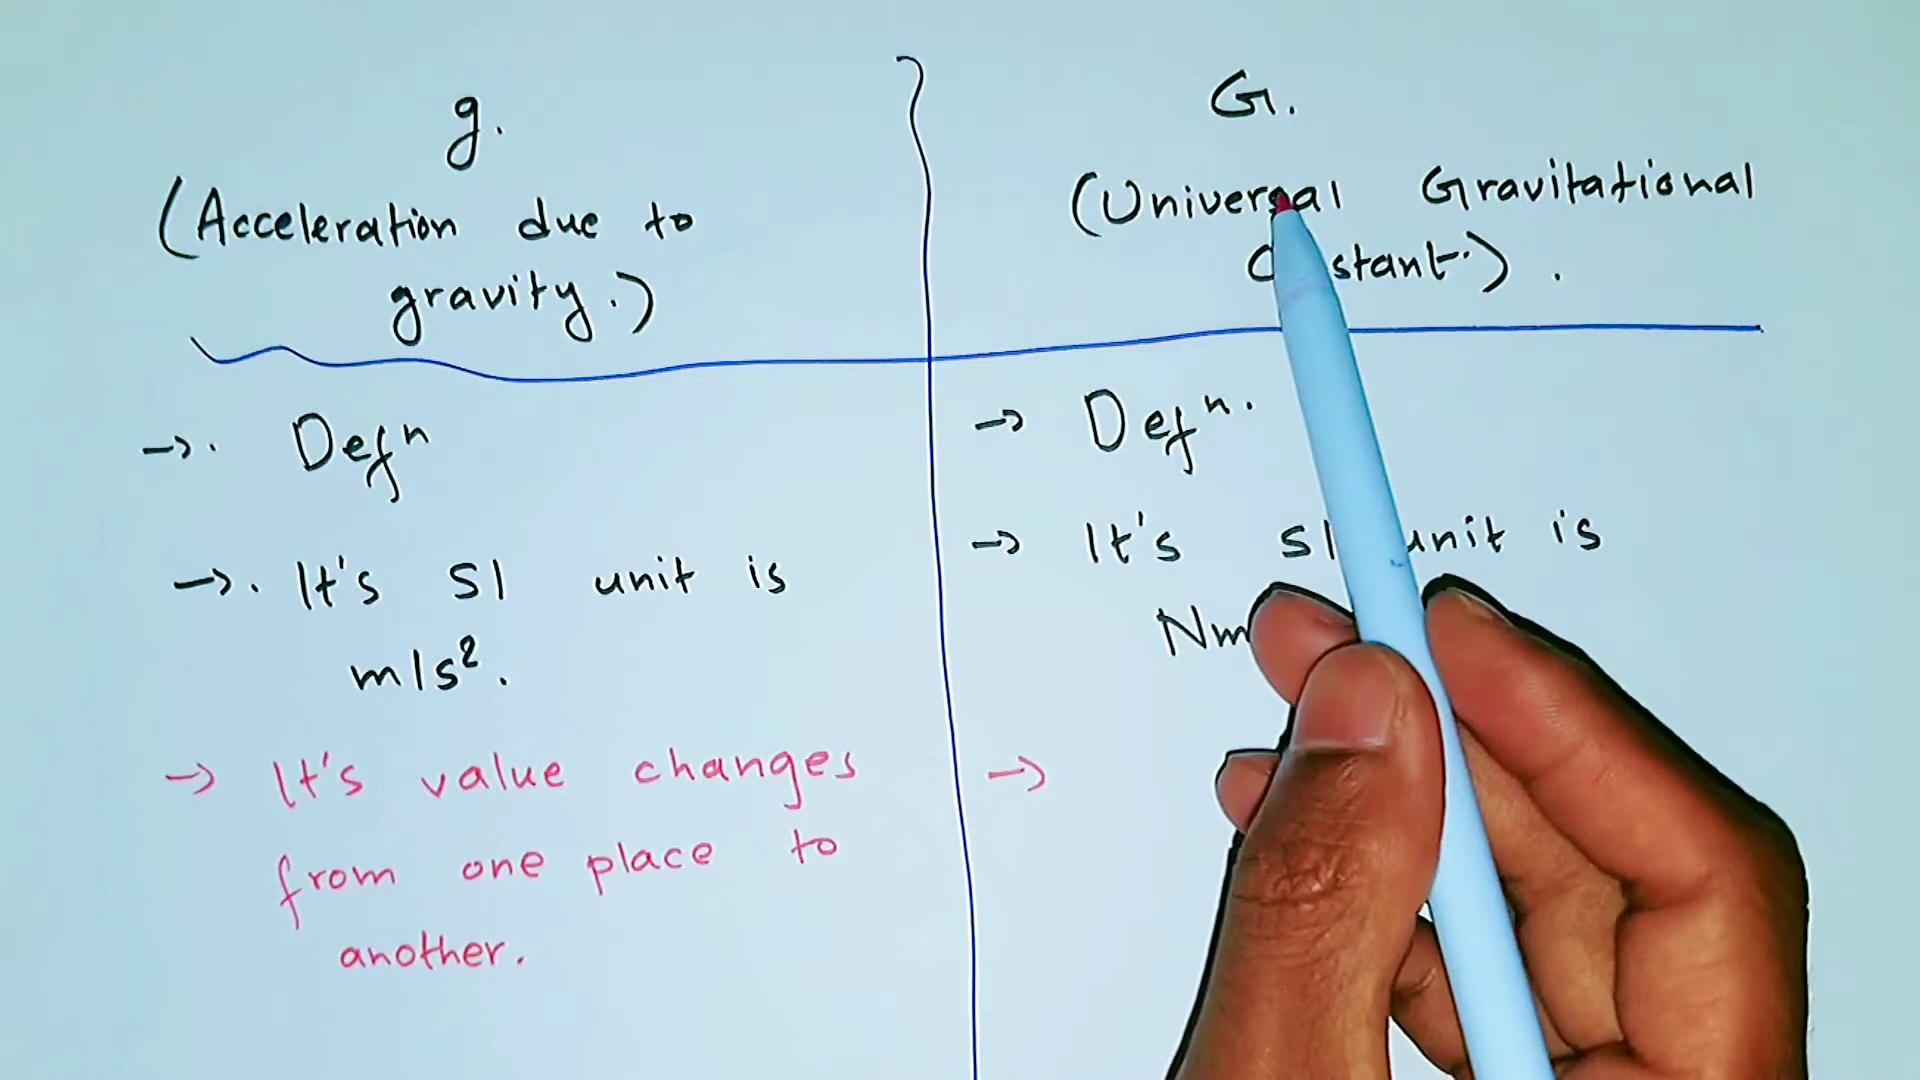 g.
(Acceleration due to
gravity.)
→. Defⁿ
→. It's SI unit is
m/s².
→ It's value changes
from one place to
another.
G.
(Universal Gravitational
stant.) .
→ Defⁿ.
→ It's SI unit is
Nm
→